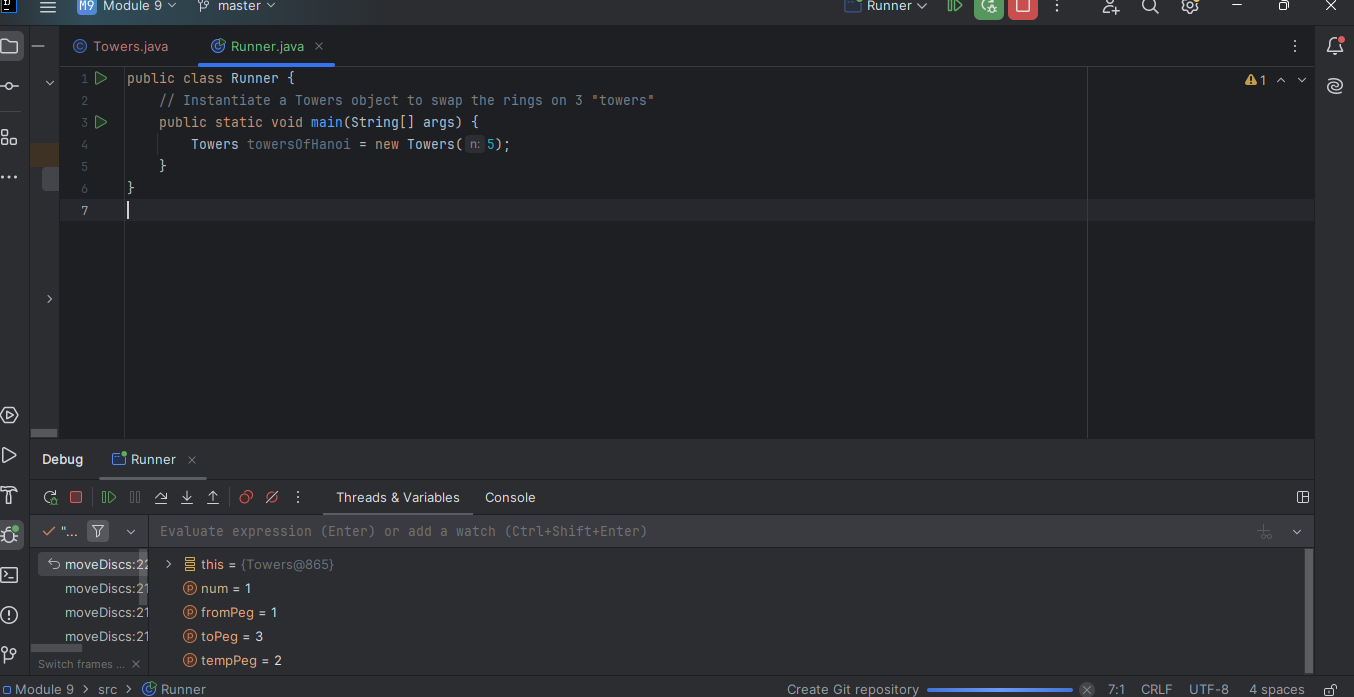 M9 Module 9 master Runner
Towers.java Runner.java
1 public class Runner {
2 // Instantiate a Towers object to swap the rings on 3 "towers"
3 public static void main(String[] args) {
4 Towers towersOfHanoi = new Towers( n: 5);
5 }
6 }
7
1
Debug Runner
Threads & Variables Console
"... Evaluate expression (Enter) or add a watch (Ctrl+Shift+Enter)
moveDiscs:22 this = {Towers@865}
moveDiscs:21 num = 1
moveDiscs:21 fromPeg = 1
moveDiscs:21 toPeg = 3
Switch frames ... tempPeg = 2
Module 9 > src > Runner Create Git repository 7:1 CRLF UTF-8 4 spaces